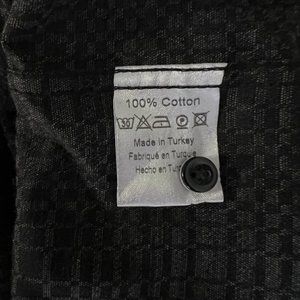 100% Cotton
Made in Turkey
Fabriqué en Turquie
Hecho en